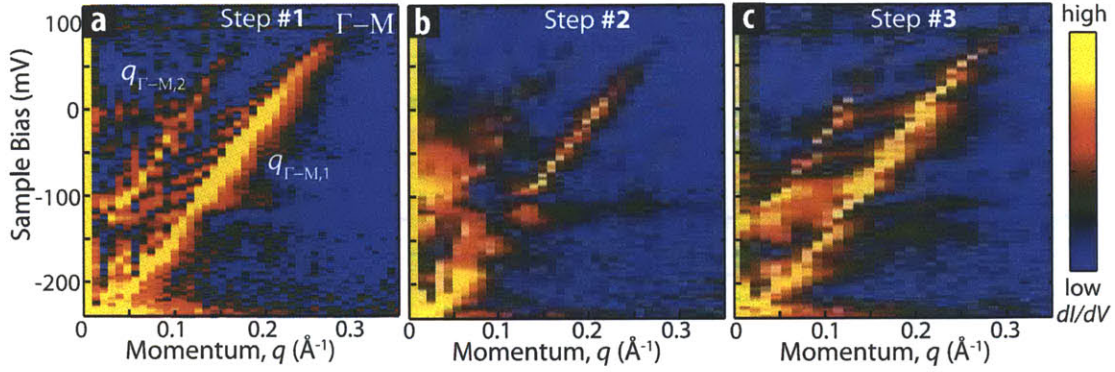 a Step #1 Γ–M
b Step #2
c Step #3
high
low
dI/dV
Sample Bias (mV)
100
0
-100
-200
qΓ–M,2
qΓ–M,1
0 0.1 0.2 0.3
0 0.1 0.2 0.3
0 0.1 0.2 0.3
Momentum, q (Å-1)
Momentum, q (Å-1)
Momentum, q (Å-1)